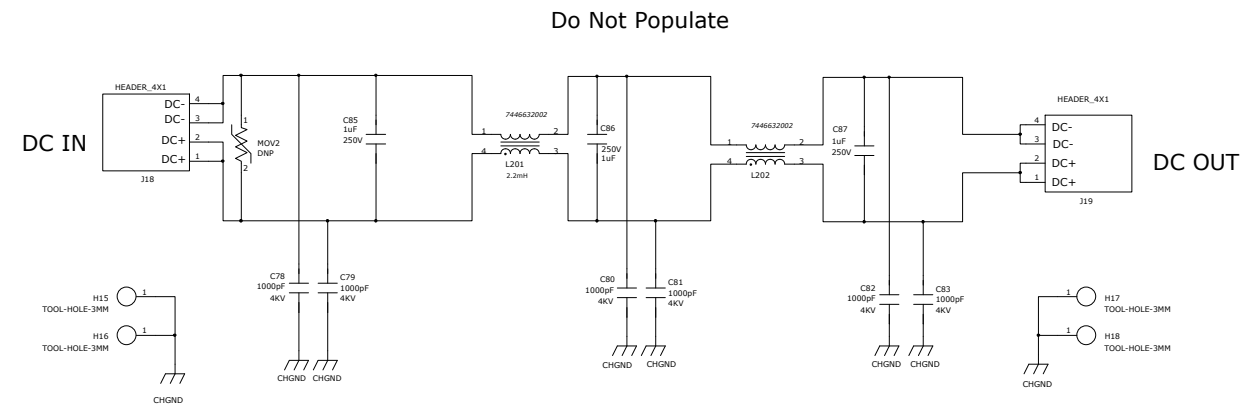 Do Not Populate
HEADER_4X1
DC IN
DC- 4
DC- 3
DC+ 2
DC+ 1
J18
1
MOV2
DNP
2
C85
1uF
250V
7446632002
1 2
4 3
L201
2.2mH
C86
250V
1uF
7446632002
1 2
4 3
L202
C87
1uF
250V
HEADER_4X1
4 DC-
3 DC-
2 DC+
1 DC+
J19
DC OUT
C78
1000pF
4KV
C79
1000pF
4KV
C80
1000pF
4KV
C81
1000pF
4KV
C82
1000pF
4KV
C83
1000pF
4KV
H15 1
TOOL-HOLE-3MM
H16 1
TOOL-HOLE-3MM
CHGND
CHGND
CHGND
CHGND
CHGND
CHGND
CHGND
1 H17
TOOL-HOLE-3MM
1 H18
TOOL-HOLE-3MM
CHGND